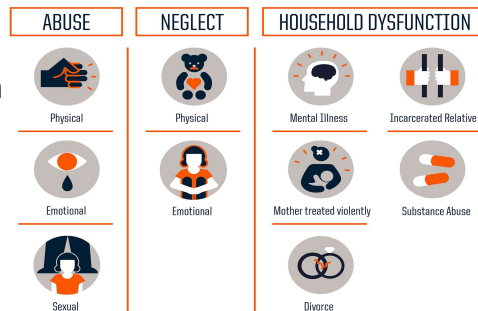 ABUSE
NEGLECT
HOUSEHOLD DYSFUNCTION
Physical
Physical
Mental Illness
Incarcerated Relative
Emotional
Emotional
Mother treated violently
Substance Abuse
Sexual
Divorce